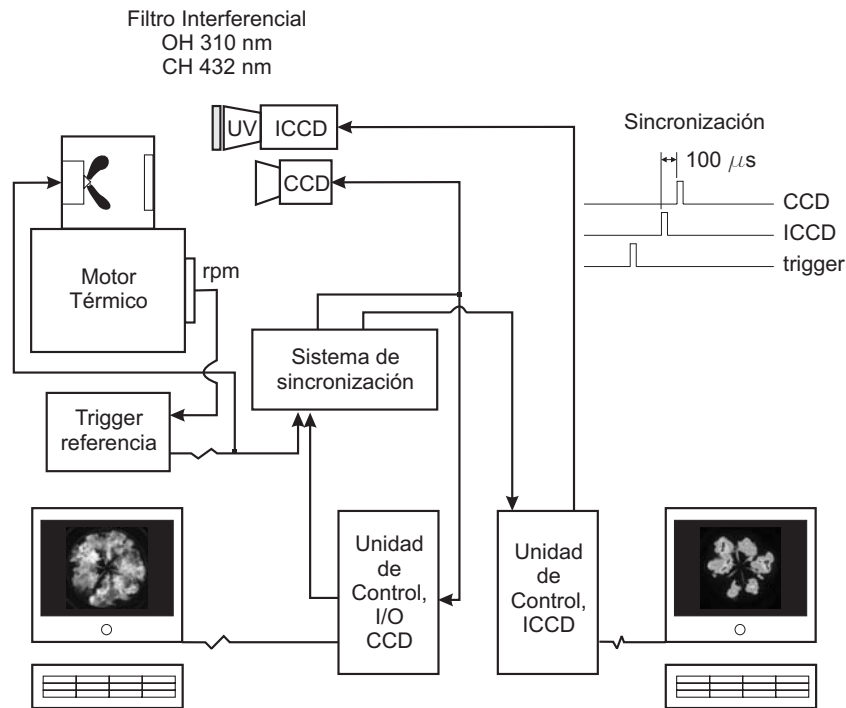 Filtro Interferencial
OH 310 nm
CH 432 nm
UV
ICCD
CCD
Sincronización
100 μs
CCD
ICCD
trigger
Motor
Térmico
rpm
Sistema de
sincronización
Trigger
referencia
Unidad
de
Control,
I/O
CCD
Unidad
de
Control,
ICCD